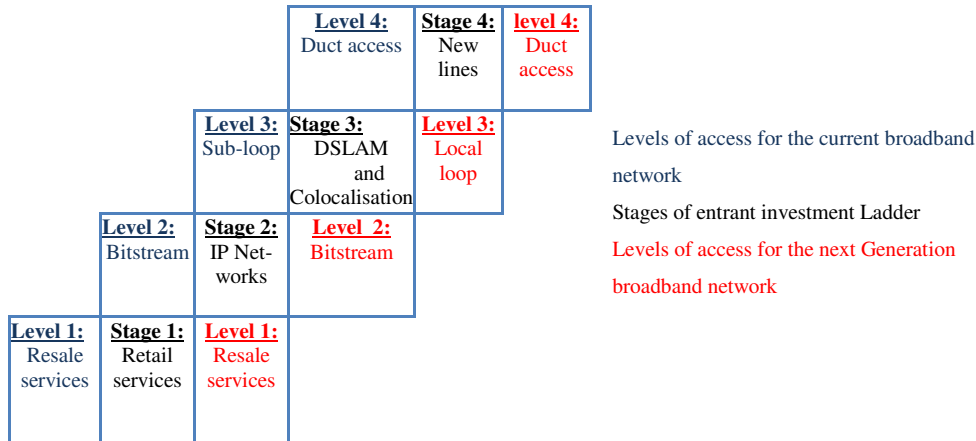 Level 4:
Duct access
Stage 4:
New
lines
level 4:
Duct
access
Level 3:
Sub-loop
Stage 3:
DSLAM
and
Colocalisation
Level 3:
Local
loop
Level 2:
Bitstream
Stage 2:
IP Net-
works
Level 2:
Bitstream
Level 1:
Resale
services
Stage 1:
Retail
services
Level 1:
Resale
services
Levels of access for the current broadband
network
Stages of entrant investment Ladder
Levels of access for the next Generation
broadband network